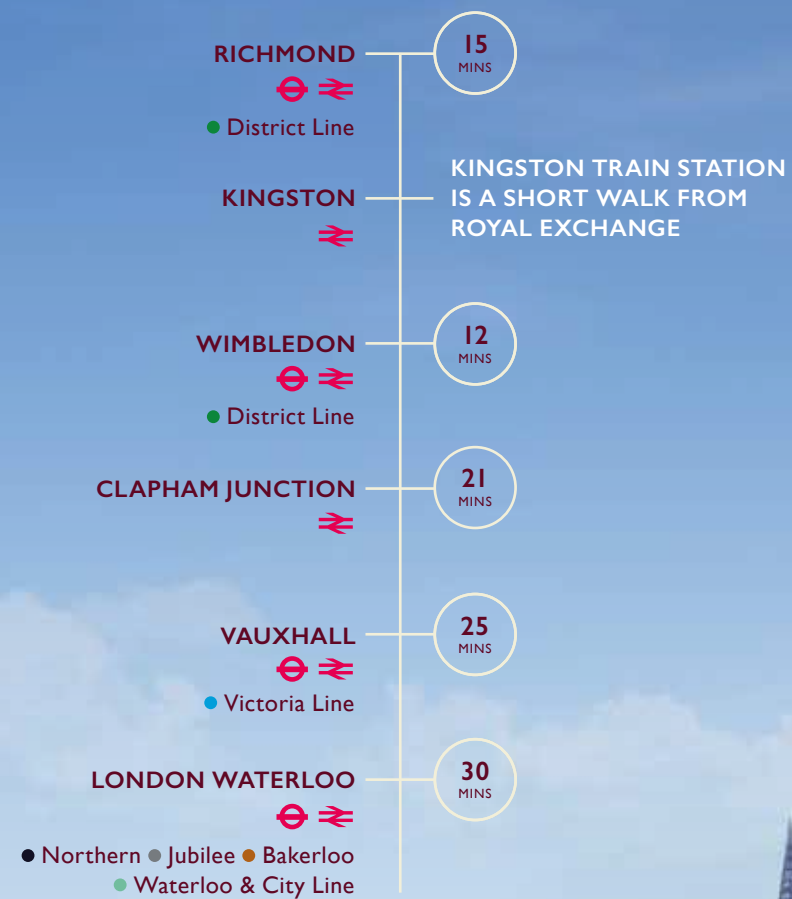 RICHMOND
15
MINS
District Line
KINGSTON
KINGSTON TRAIN STATION
IS A SHORT WALK FROM
ROYAL EXCHANGE
WIMBLEDON
12
MINS
District Line
CLAPHAM JUNCTION
21
MINS
VAUXHALL
25
MINS
Victoria Line
LONDON WATERLOO
30
MINS
Northern Jubilee Bakerloo
Waterloo & City Line